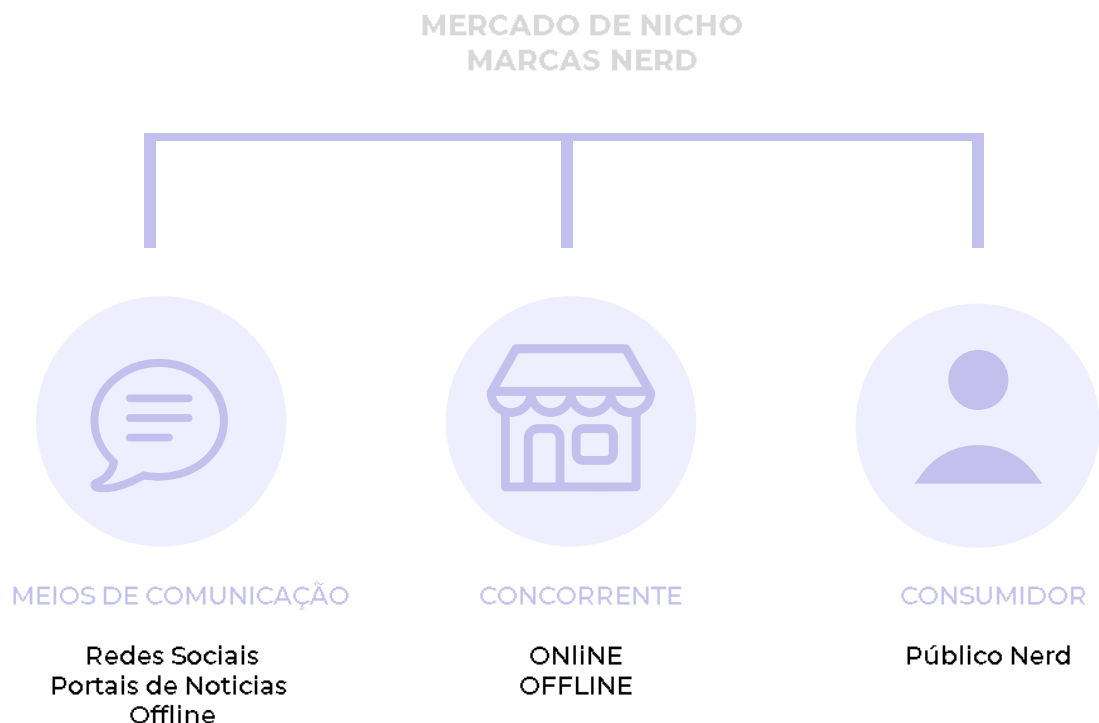 MERCADO DE NICHO
MARCAS NERD
MEIOS DE COMUNICAÇÃO
Redes Sociais
Portais de Noticias
Offline
CONCORRENTE
ONliNE
OFFLINE
CONSUMIDOR
Público Nerd